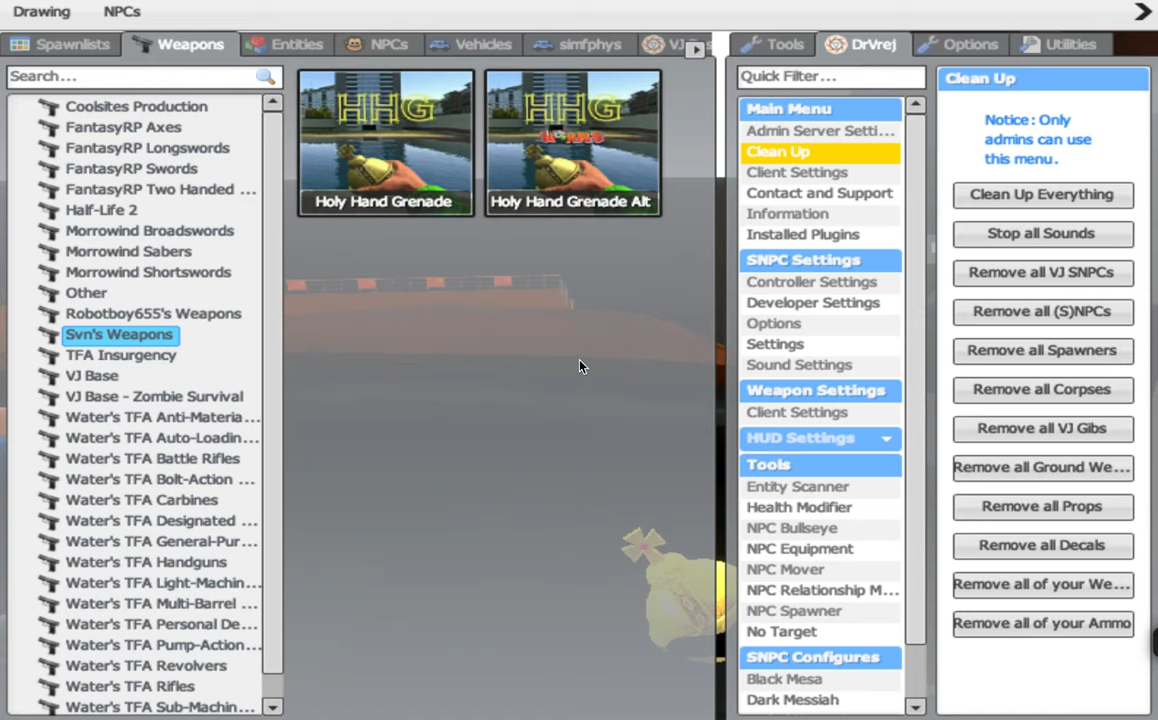 Drawing NPCs
Spawnlists Weapons Entities NPCs Vehicles simfphys
Search...
Coolsites Production
FantasyRP Axes
FantasyRP Longswords
FantasyRP Swords
FantasyRP Two Handed ...
Half-Life 2
Morrowind Broadswords
Morrowind Sabers
Morrowind Shortswords
Other
Robotboy655's Weapons
Svn's Weapons
TFA Insurgency
VJ Base
VJ Base - Zombie Survival
Water's TFA Anti-Materia...
Water's TFA Auto-Loadin...
Water's TFA Battle Rifles
Water's TFA Bolt-Action ...
Water's TFA Carbines
Water's TFA Designated ...
Water's TFA General-Pur...
Water's TFA Handguns
Water's TFA Light-Machin...
Water's TFA Multi-Barrel ...
Water's TFA Personal De...
Water's TFA Pump-Action...
Water's TFA Revolvers
Water's TFA Rifles
Water's TFA Sub-Machin...
HHG
Holy Hand Grenade
HHG
Holy Hand Grenade Alt
Tools DrVrej Options Utilities
Quick Filter...
Main Menu
Admin Server Setti...
Clean Up
Client Settings
Contact and Support
Information
Installed Plugins
SNPC Settings
Controller Settings
Developer Settings
Options
Settings
Sound Settings
Weapon Settings
Client Settings
HUD Settings
Tools
Entity Scanner
Health Modifier
NPC Bullseye
NPC Equipment
NPC Mover
NPC Relationship M...
NPC Spawner
No Target
SNPC Configures
Black Mesa
Dark Messiah
Clean Up
Notice: Only
admins can use
this menu.
Clean Up Everything
Stop all Sounds
Remove all VJ SNPCs
Remove all (S)NPCs
Remove all Spawners
Remove all Corpses
Remove all VJ Gibs
Remove all Ground We...
Remove all Props
Remove all Decals
Remove all of your We...
Remove all of your Ammo